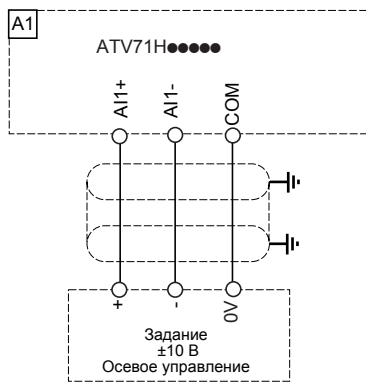 A1
ATV71H●●●●●
AI1+
AI1-
COM
+
-
0V
Задание
±10 В
Осевое управление